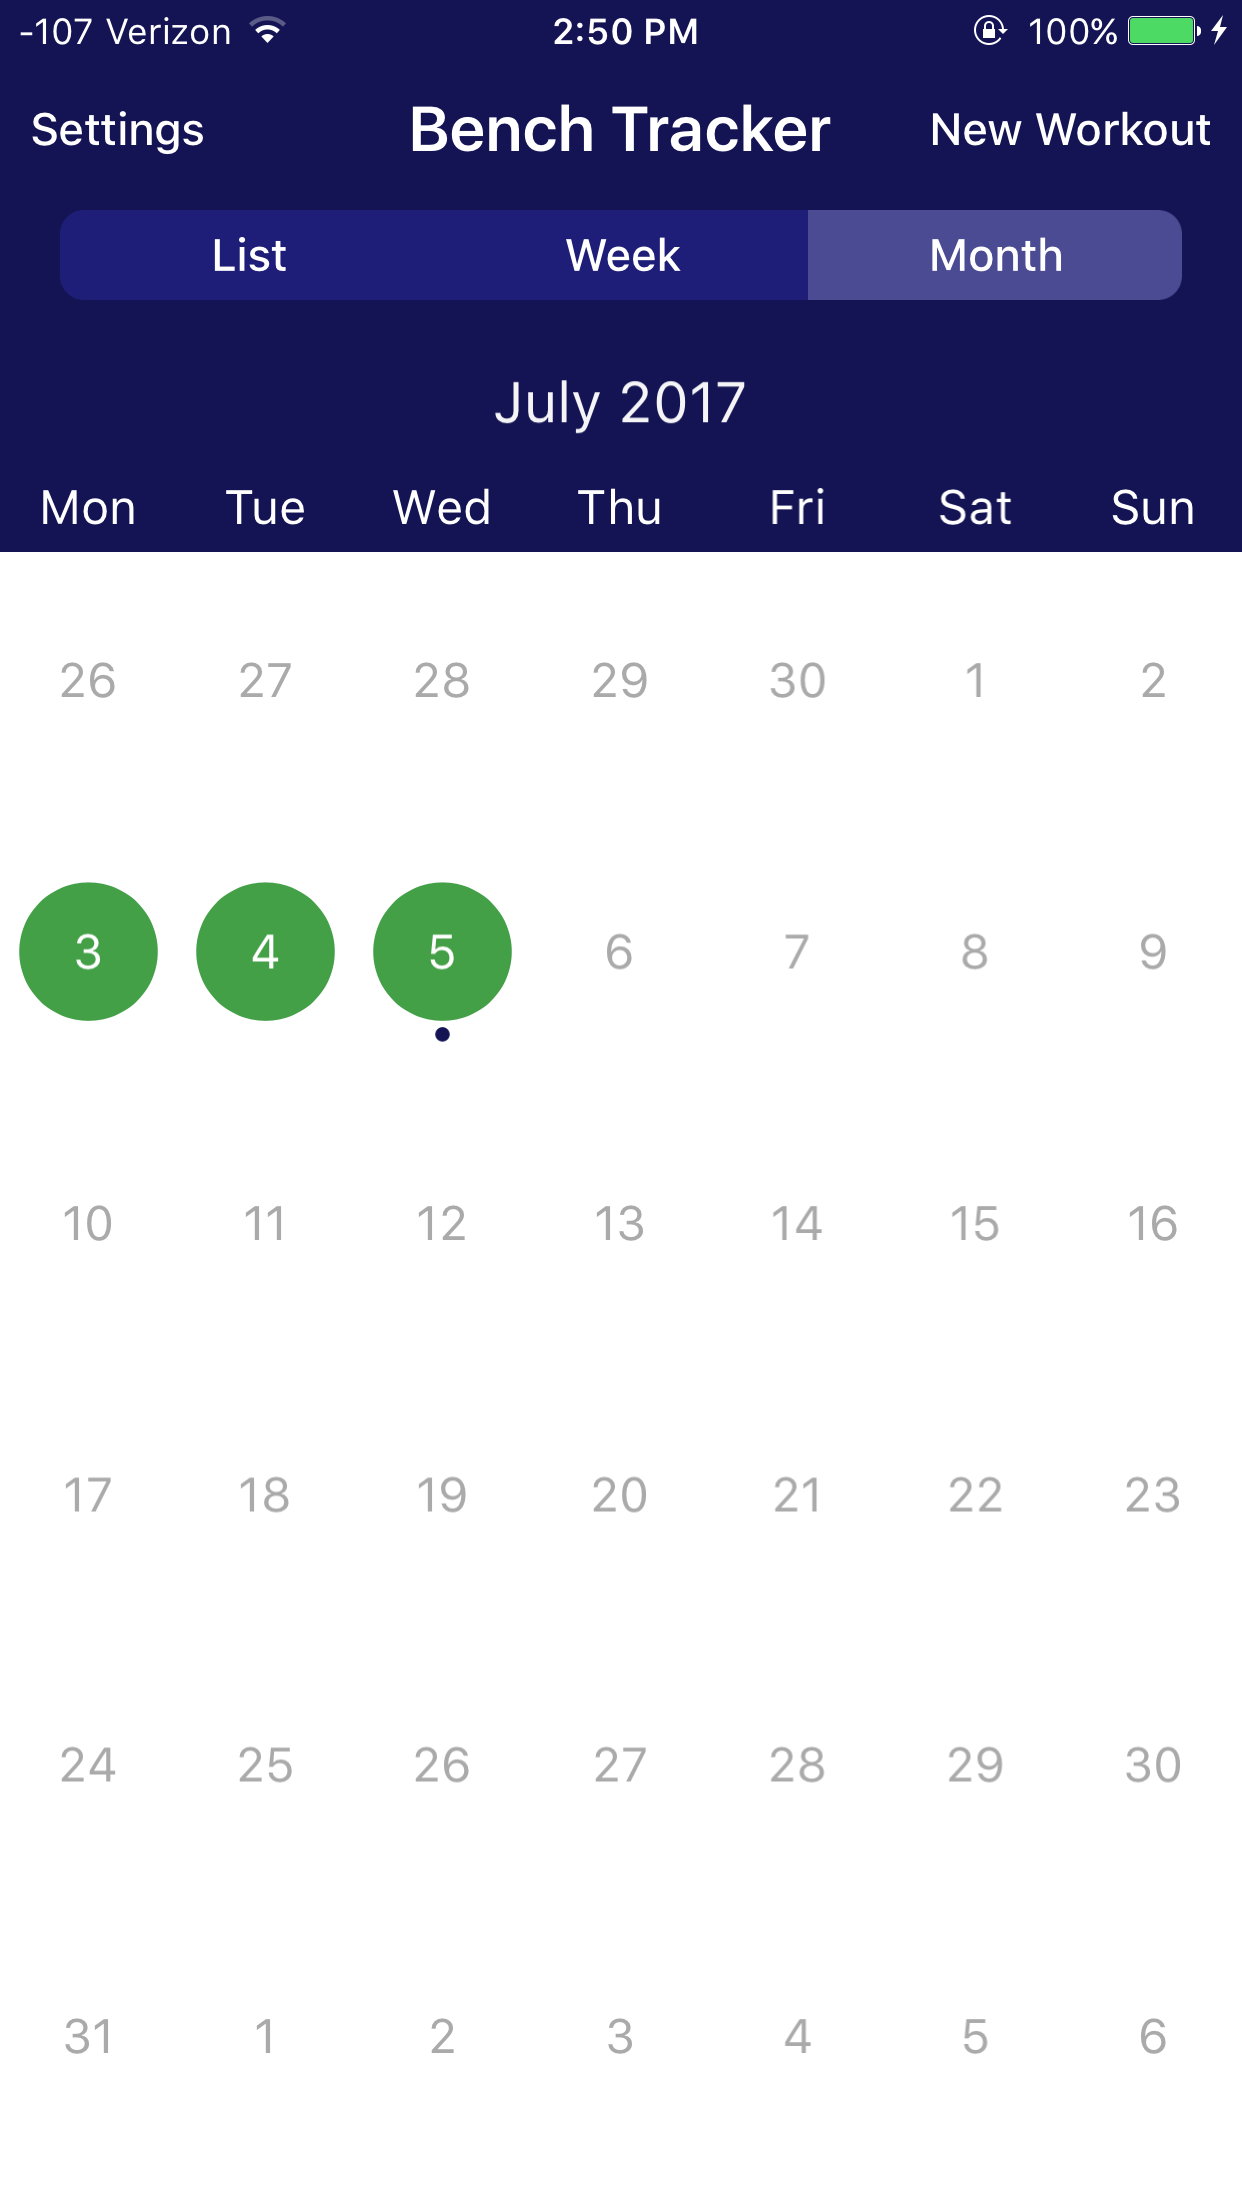 -107 Verizon 2:50 PM 100%
Settings Bench Tracker New Workout
List Week Month
July 2017
Mon Tue Wed Thu Fri Sat Sun
26 27 28 29 30 1 2
3 4 5 6 7 8 9
10 11 12 13 14 15 16
17 18 19 20 21 22 23
24 25 26 27 28 29 30
31 1 2 3 4 5 6